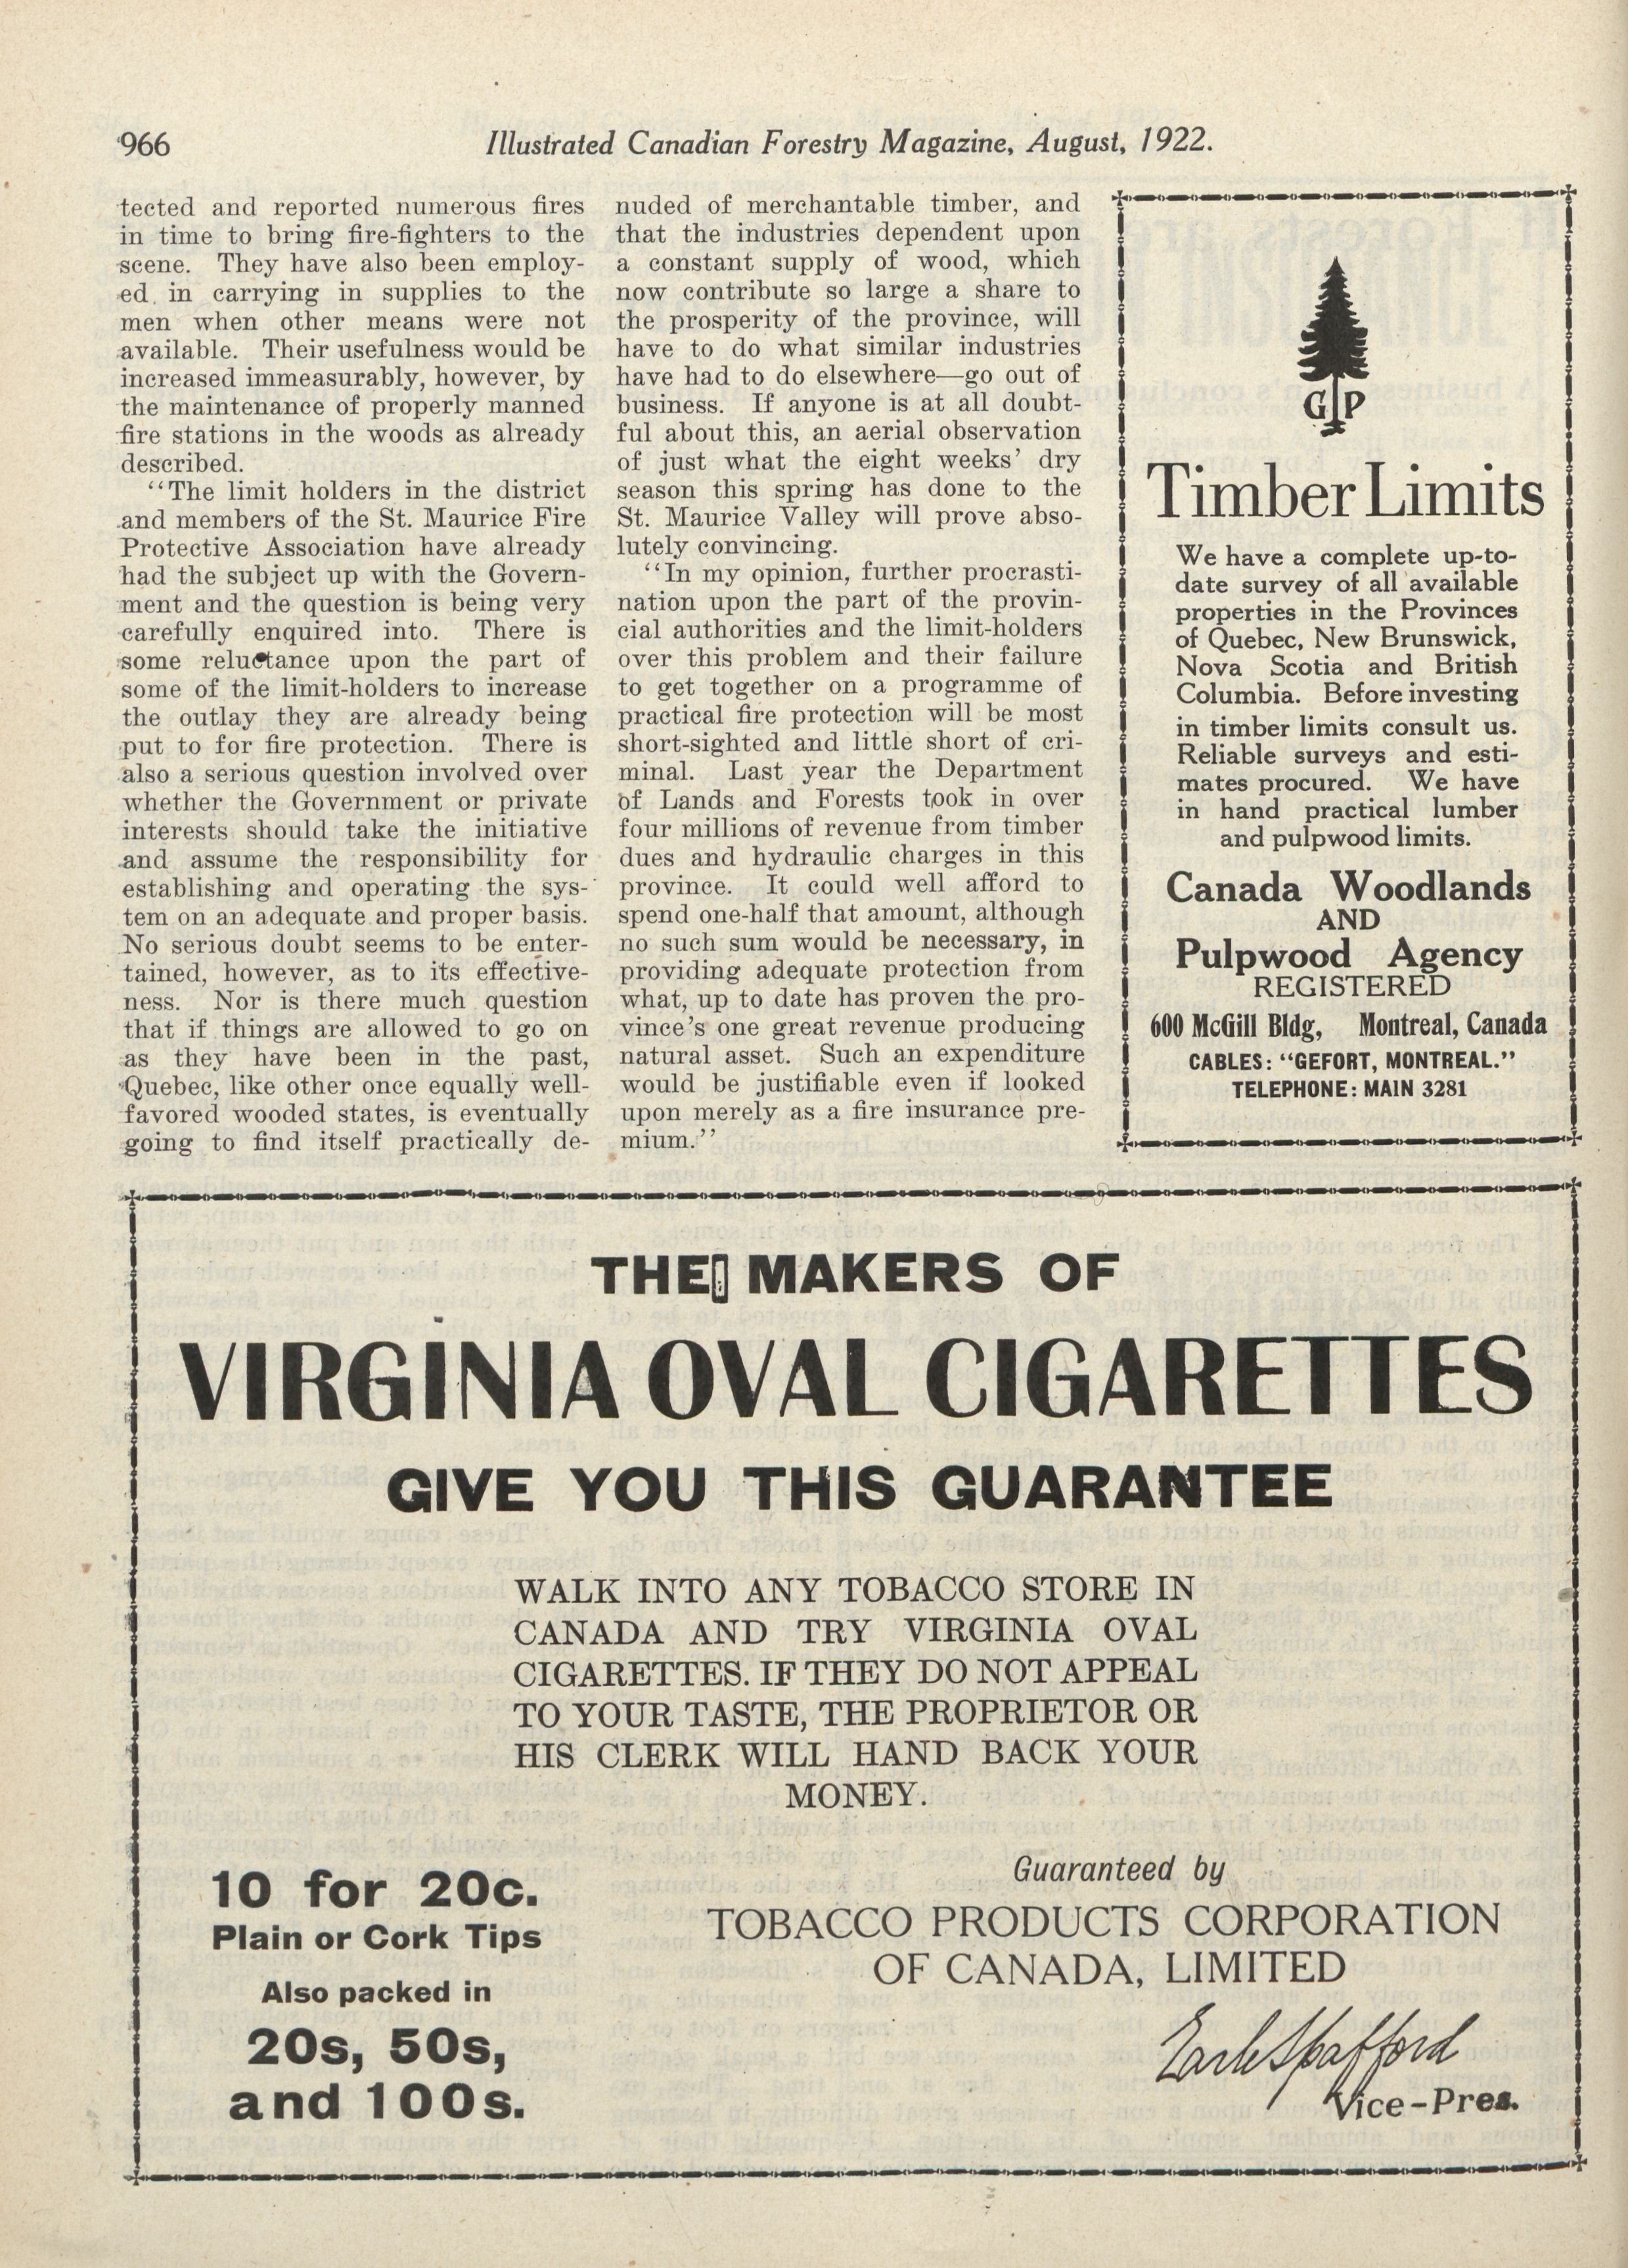 966
Illustrated Canadian Forestry Magazine, August, 1922.
tected and reported numerous fires
in time to bring fire-fighters to the
scene. They have also been employ-
ed in carrying in supplies to the
men when other means were not
available. Their usefulness would be
increased immeasurably, however, by
the maintenance of properly manned
fire stations in the woods as already
described.
‘‘The limit holders in the district
and members of the St. Maurice Fire
Protective Association have already
had the subject up with the Govern-
ment and the question is being very
carefully enquired into. There is
some reluctance upon the part of
some of the limit-holders to increase
the outlay they are already being
put to for fire protection. There is
also a serious question involved over
whether the Government or private
interests should take the initiative
and assume the responsibility for
establishing and operating the sys-
tem on an adequate and proper basis.
No serious doubt seems to be enter-
tained, however, as to its effective-
ness. Nor is there much question
that if things are allowed to go on
as they have been in the past,
Quebec, like other once equally well-
favored wooded states, is eventually
going to find itself practically de-
nuded of merchantable timber, and
that the industries dependent upon
a constant supply of wood, which
now contribute so large a share to
the prosperity of the province, will
have to do what similar industries
have had to do elsewhere—go out of
business. If anyone is at all doubt-
ful about this, an aerial observation
of just what the eight weeks’ dry
season this spring has done to the
St. Maurice Valley will prove abso-
lutely convincing.
‘‘In my opinion, further procrasti-
nation upon the part of the provin-
cial authorities and the limit-holders
over this problem and their failure
to get together on a programme of
practical fire protection will be most
short-sighted and little short of cri-
minal. Last year the Department
of Lands and Forests took in over
four millions of revenue from timber
dues and hydraulic charges in this
province. It could well afford to
spend one-half that amount, although
no such sum would be necessary, in
providing adequate protection from
what, up to date has proven the pro-
vince’s one great revenue producing
natural asset. Such an expenditure
would be justifiable even if looked
upon merely as a fire insurance pre-
mium.’’
G P
Timber Limits
We have a complete up-to-
date survey of all available
properties in the Provinces
of Quebec, New Brunswick,
Nova Scotia and British
Columbia. Before investing
in timber limits consult us.
Reliable surveys and esti-
mates procured. We have
in hand practical lumber
and pulpwood limits.
Canada Woodlands
AND
Pulpwood Agency
REGISTERED
600 McGill Bldg, Montreal, Canada
CABLES: “GEFORT, MONTREAL.”
TELEPHONE: MAIN 3281
THE MAKERS OF
VIRGINIA OVAL CIGARETTES
GIVE YOU THIS GUARANTEE
WALK INTO ANY TOBACCO STORE IN
CANADA AND TRY VIRGINIA OVAL
CIGARETTES. IF THEY DO NOT APPEAL
TO YOUR TASTE, THE PROPRIETOR OR
HIS CLERK WILL HAND BACK YOUR
MONEY.
10 for 20c.
Plain or Cork Tips
Also packed in
20s, 50s,
and 100s.
Guaranteed by
TOBACCO PRODUCTS CORPORATION
OF CANADA, LIMITED
Earle Spafford
Vice-Pres.